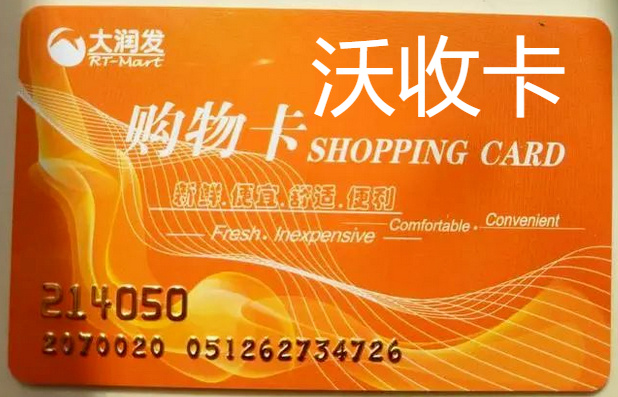 大润发
RT-Mart
沃收卡
购物卡 SHOPPING CARD
新鲜.便宜.舒适.便利
Fresh. Inexpensive Comfortable. Convenient
214050
2070020 051262734726